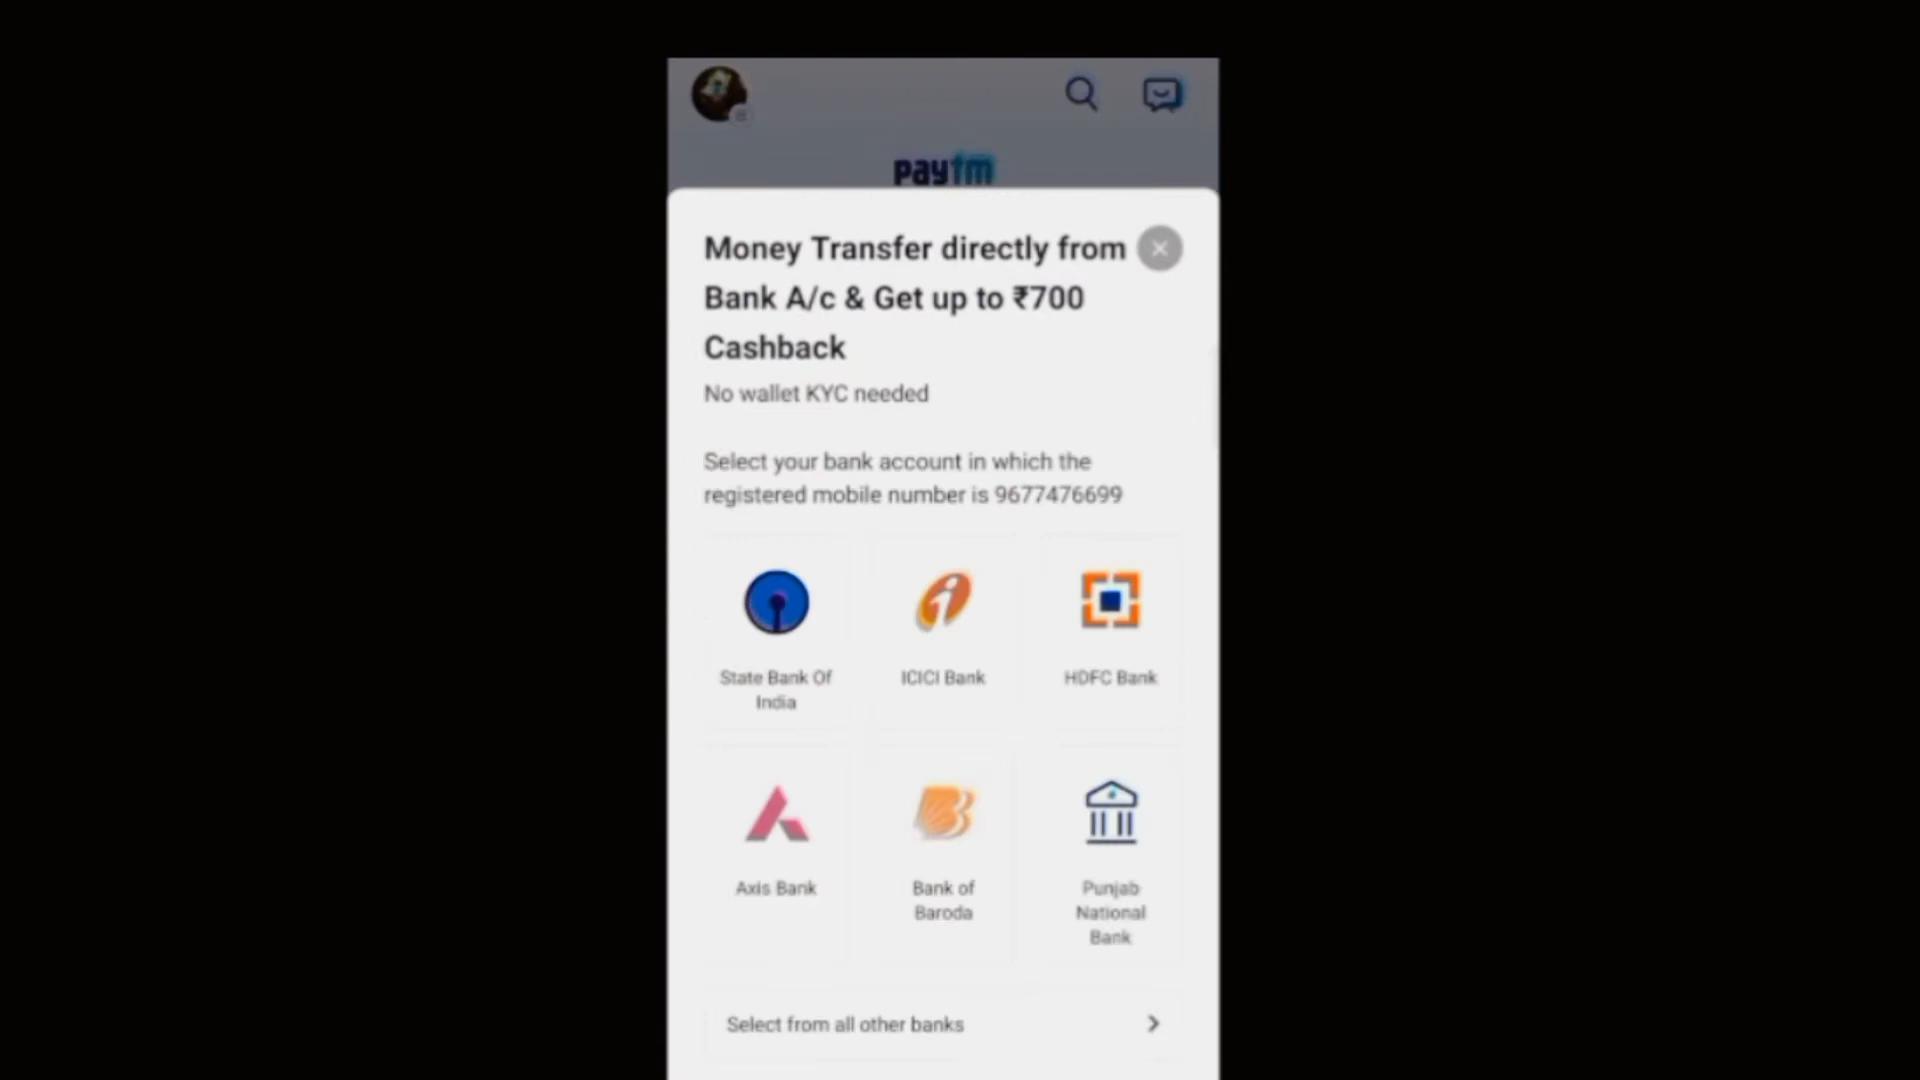 paytm
Money Transfer directly from
Bank A/c & Get up to ₹700
Cashback
No wallet KYC needed
Select your bank account in which the
registered mobile number is 9677476699
State Bank Of
India
ICICI Bank
HDFC Bank
Axis Bank
Bank of
Baroda
Punjab
National
Bank
Select from all other banks